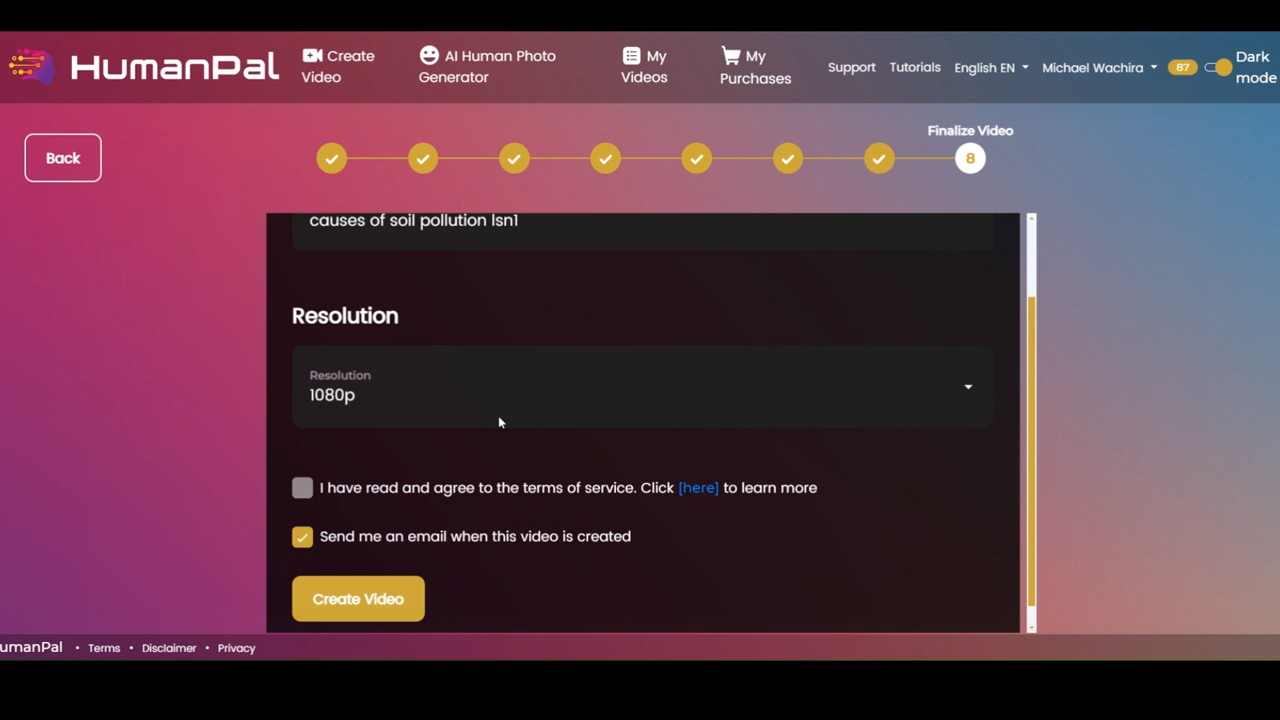 HumanPal
Create Video
AI Human Photo Generator
My Videos
My Purchases
Support
Tutorials
English EN
Michael Wachira
87
Dark mode
Back
Finalize Video
8
causes of soil pollution lsn1
Resolution
Resolution
1080p
I have read and agree to the terms of service. Click [here] to learn more
Send me an email when this video is created
Create Video
umanPal • Terms • Disclaimer • Privacy